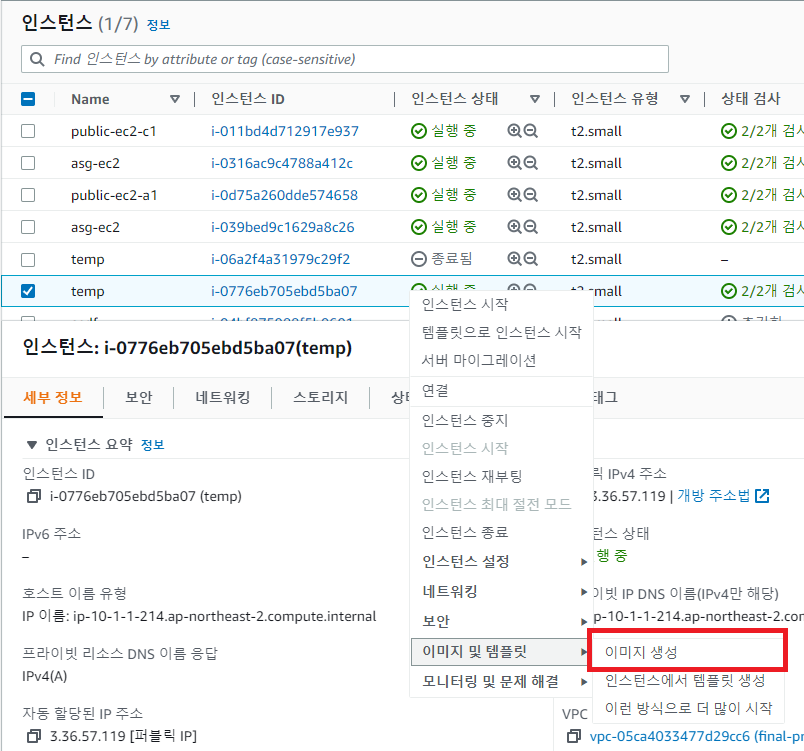 인스턴스 (1/7) 정보
Find 인스턴스 by attribute or tag (case-sensitive)
Name 인스턴스 ID 인스턴스 상태 인스턴스 유형 상태 검사
public-ec2-c1 i-011bd4d712917e937 실행 중 t2.small 2/2개 검사
asg-ec2 i-0316ac9c4788a412c 실행 중 t2.small 2/2개 검사
public-ec2-a1 i-0d75a260dde574658 실행 중 t2.small 2/2개 검사
asg-ec2 i-039bed9c1629a8c26 실행 중 t2.small 2/2개 검사
temp i-06a2f4a31979c29f2 종료됨 t2.small –
temp i-0776eb705ebd5ba07 실행 중 t2.small 2/2개 검사
인스턴스: i-0776eb705ebd5ba07(temp)
세부 정보 보안 네트워킹 스토리지 상태 태그
인스턴스 요약 정보
인스턴스 ID
i-0776eb705ebd5ba07 (temp)
IPv6 주소
–
호스트 이름 유형
IP 이름: ip-10-1-1-214.ap-northeast-2.compute.internal
프라이빗 리소스 DNS 이름 응답
IPv4(A)
자동 할당된 IP 주소
3.36.57.119 [퍼블릭 IP]
인스턴스 시작
템플릿으로 인스턴스 시작
서버 마이그레이션
연결
인스턴스 중지
인스턴스 시작
인스턴스 재부팅
인스턴스 최대 절전 모드
인스턴스 종료
인스턴스 설정
네트워킹
보안
이미지 및 템플릿
모니터링 및 문제 해결
이미지 생성
인스턴스에서 템플릿 생성
이런 방식으로 더 많이 시작
릭 IPv4 주소
3.36.57.119 | 개방 주소법
턴스 상태
행 중
이빗 IP DNS 이름(IPv4만 해당)
p-10-1-1-214.ap-northeast-2.com
VPC
vpc-05ca4033477d29cc6 (final-pr